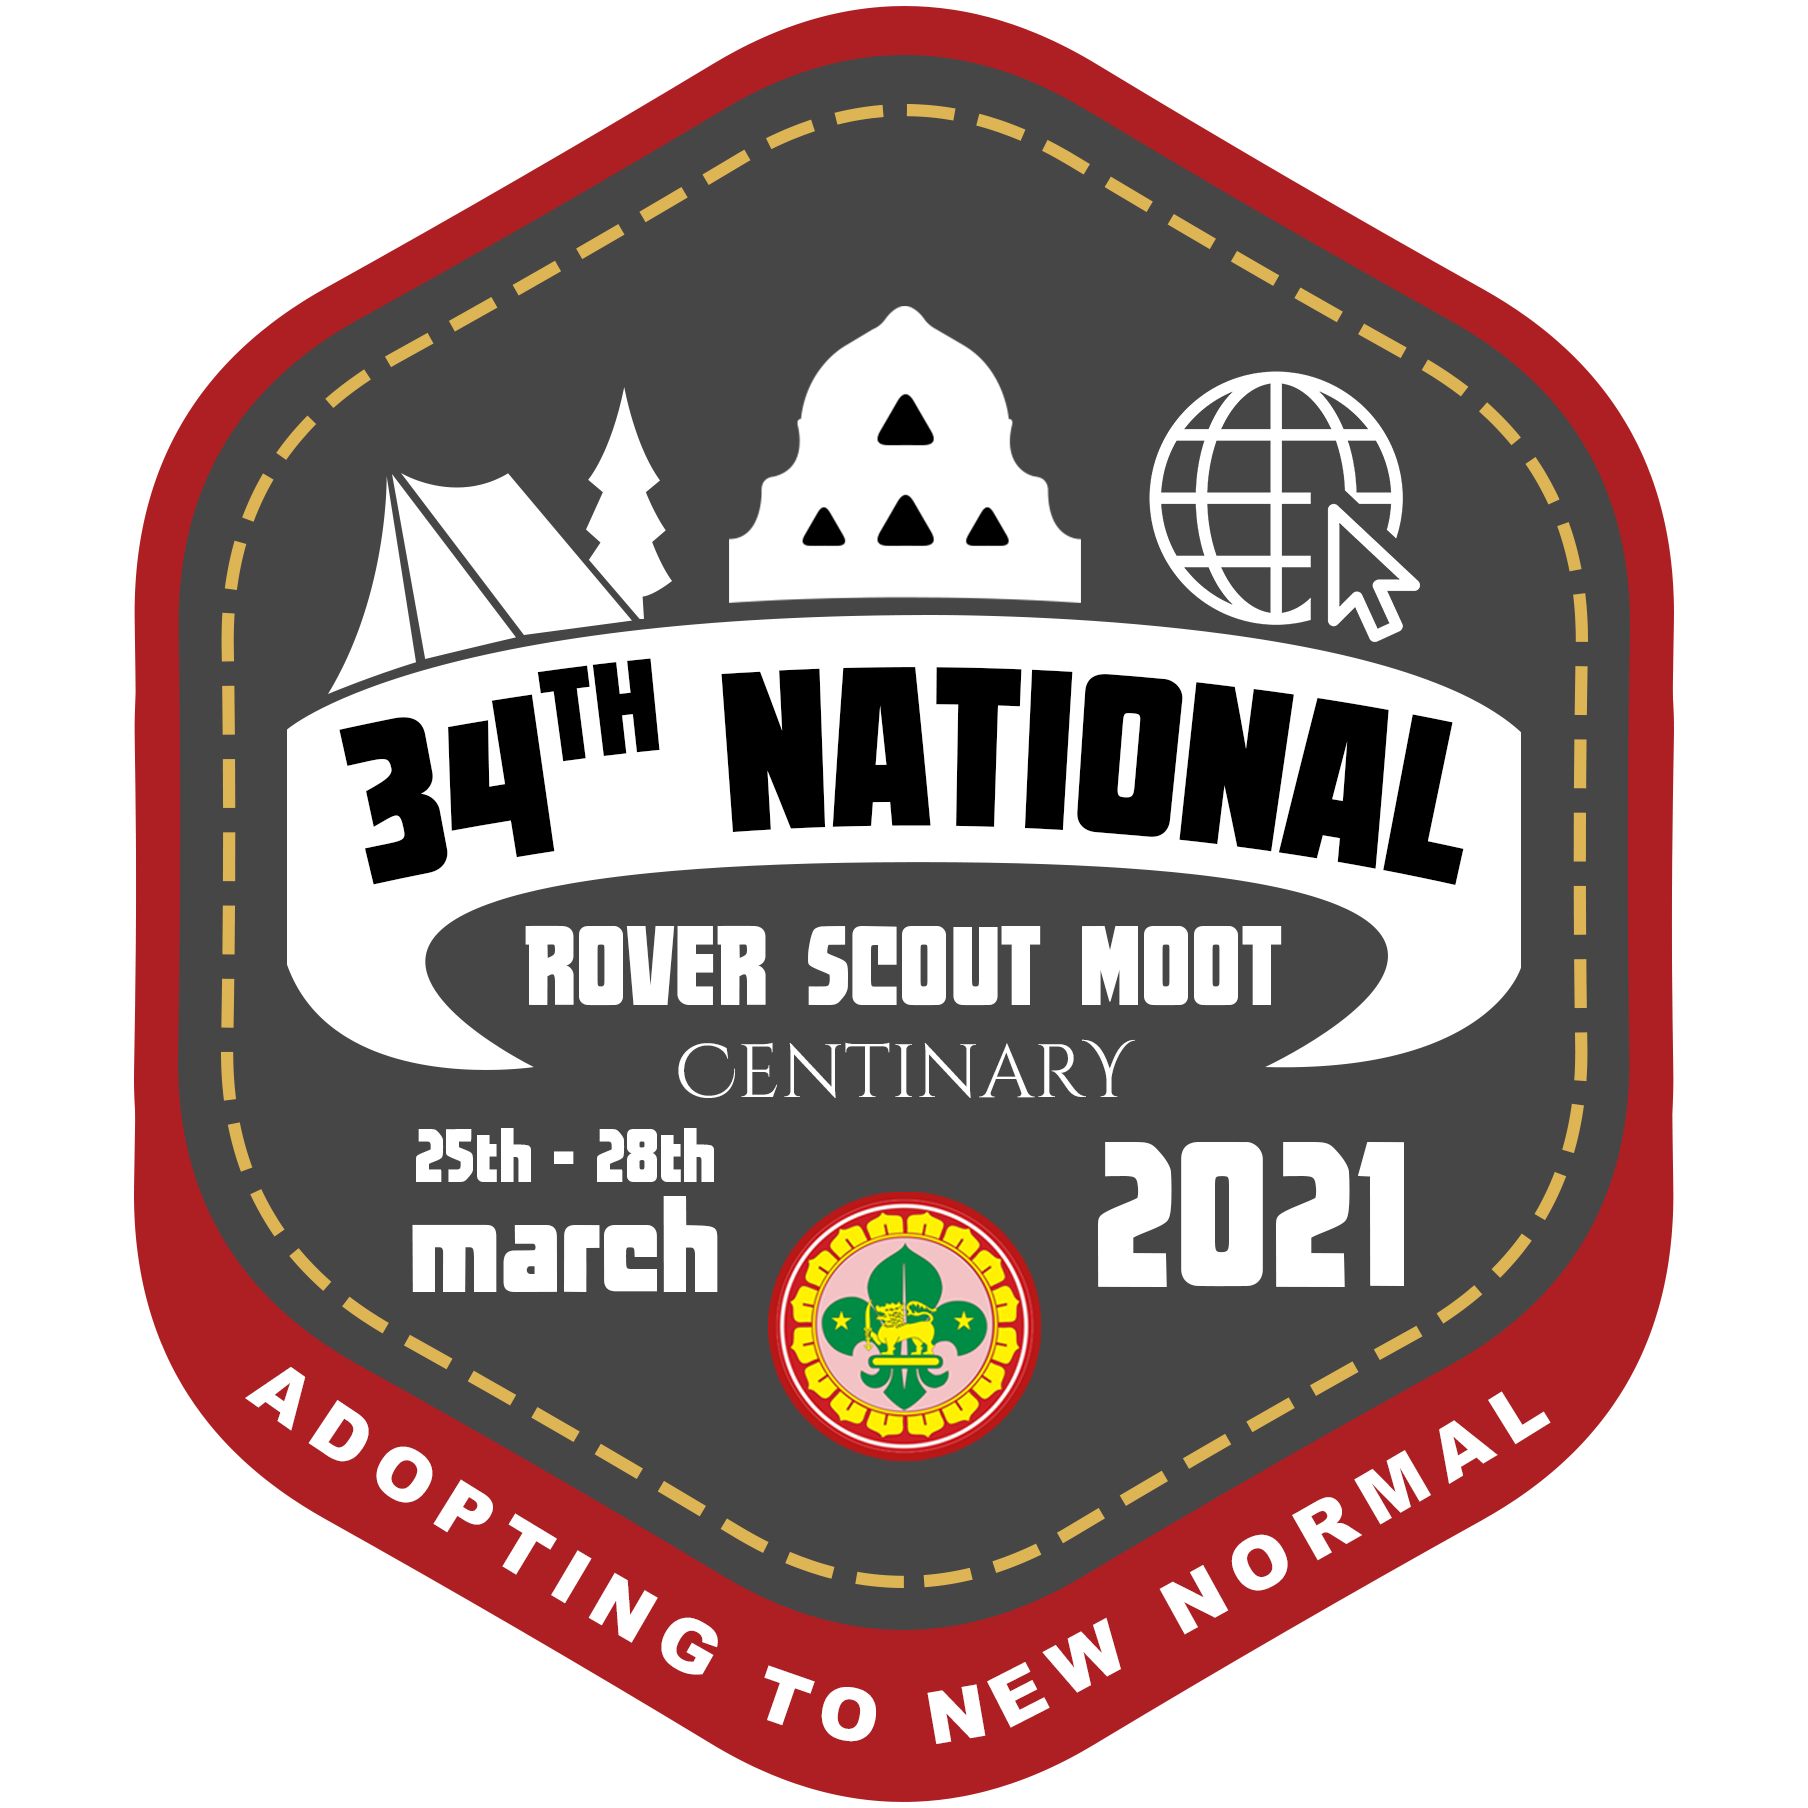 34TH NATIONAL
ROVER SCOUT MOOT
CENTINARY
25th - 28th
march
2021
ADOPTING TO NEW NORMAL